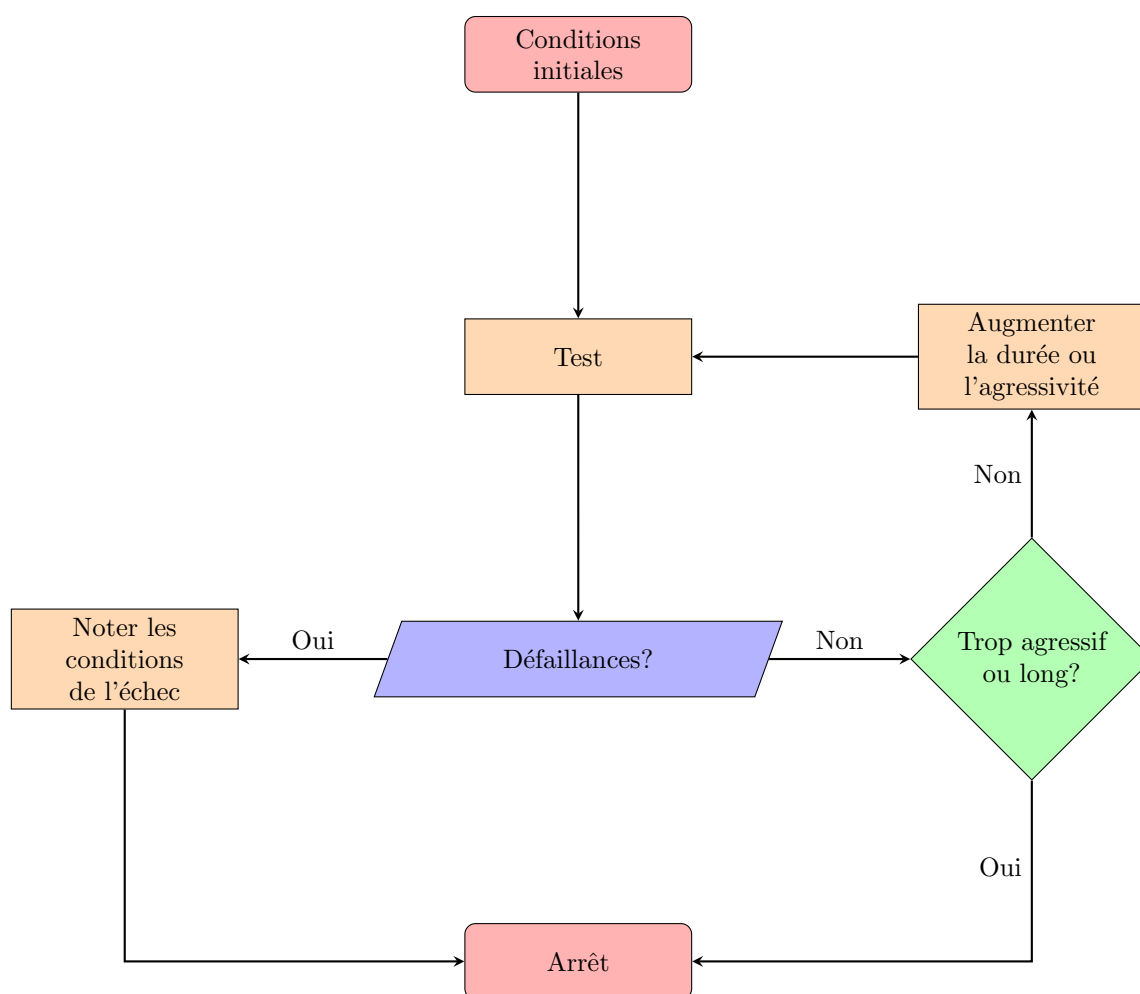 Conditions
initiales
Test
Augmenter
la durée ou
l'agressivité
Non
Noter les
conditions
de l'échec
Oui
Défaillances?
Non
Trop agressif
ou long?
Oui
Arrêt